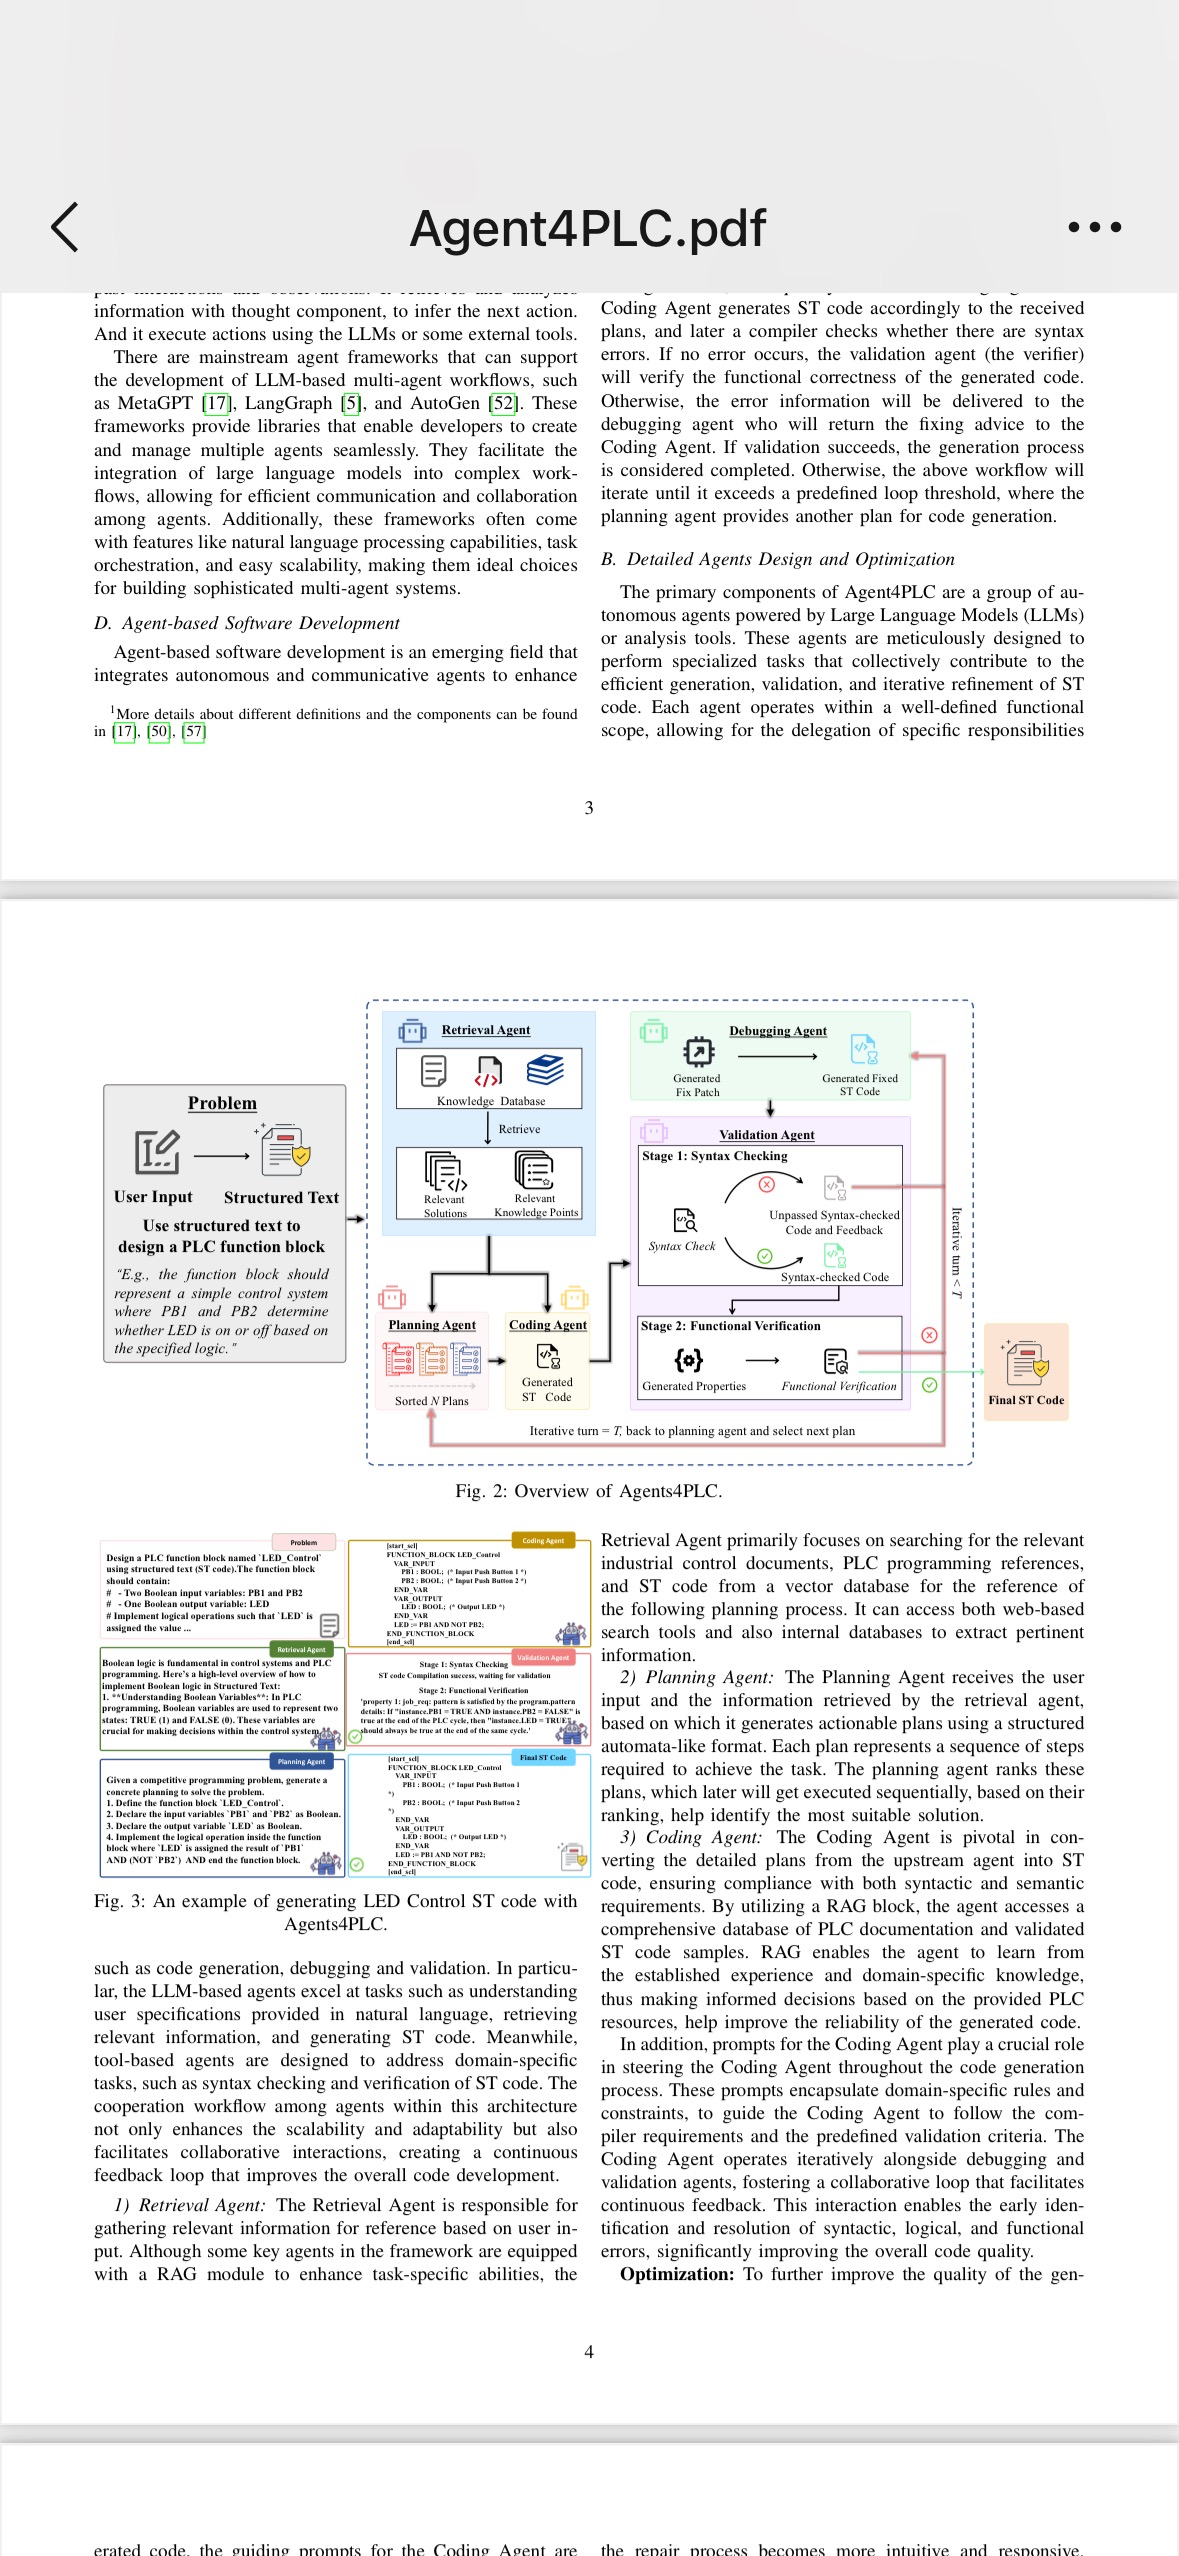 Agent4PLC.pdf
information with thought component, to infer the next action.
And it execute actions using the LLMs or some external tools.
There are mainstream agent frameworks that can support
the development of LLM-based multi-agent workflows, such
as MetaGPT [17], LangGraph [5], and AutoGen [52]. These
frameworks provide libraries that enable developers to create
and manage multiple agents seamlessly. They facilitate the
integration of large language models into complex work-
flows, allowing for efficient communication and collaboration
among agents. Additionally, these frameworks often come
with features like natural language processing capabilities, task
orchestration, and easy scalability, making them ideal choices
for building sophisticated multi-agent systems.
D. Agent-based Software Development
Agent-based software development is an emerging field that
integrates autonomous and communicative agents to enhance
1More details about different definitions and the components can be found
in [17], [50], [57]
Coding Agent generates ST code accordingly to the received
plans, and later a compiler checks whether there are syntax
errors. If no error occurs, the validation agent (the verifier)
will verify the functional correctness of the generated code.
Otherwise, the error information will be delivered to the
debugging agent who will return the fixing advice to the
Coding Agent. If validation succeeds, the generation process
is considered completed. Otherwise, the above workflow will
iterate until it exceeds a predefined loop threshold, where the
planning agent provides another plan for code generation.
B. Detailed Agents Design and Optimization
The primary components of Agent4PLC are a group of au-
tonomous agents powered by Large Language Models (LLMs)
or analysis tools. These agents are meticulously designed to
perform specialized tasks that collectively contribute to the
efficient generation, validation, and iterative refinement of ST
code. Each agent operates within a well-defined functional
scope, allowing for the delegation of specific responsibilities
3
Problem
User Input
Structured Text
Use structured text to
design a PLC function block
"E.g., the function block should
represent a simple control system
where PB1 and PB2 determine
whether LED is on or off based on
the specified logic."
Retrieval Agent
Knowledge Database
Retrieve
Relevant
Solutions
Relevant
Knowledge Points
Planning Agent
Sorted N Plans
Coding Agent
Generated
ST Code
Debugging Agent
Generated
Fix Patch
Generated Fixed
ST Code
Validation Agent
Stage 1: Syntax Checking
Syntax Check
Unpassed Syntax-checked
Code and Feedback
Syntax-checked Code
Stage 2: Functional Verification
Generated Properties
Functional Verification
Iterative turn < T
Iterative turn = T, back to planning agent and select next plan
Final ST Code
Fig. 2: Overview of Agents4PLC.
Problem
Design a PLC function block named `LED_Control`
using structured text (ST code).The function block
should contain:
# - Two Boolean input variables: PB1 and PB2
# - One Boolean output variable: LED
# Implement logical operations such that `LED` is
assigned the value ...
Retrieval Agent
Boolean logic is fundamental in control systems and PLC
programming. Here's a high-level overview of how to
implement Boolean logic in Structured Text:
1. **Understanding Boolean Variables**: In PLC
programming, Boolean variables are used to represent two
states: TRUE (1) and FALSE (0). These variables are
crucial for making decisions within the control system.
Planning Agent
Given a competitive programming problem, generate a
concrete planning to solve the problem.
1. Define the function block `LED_Control`.
2. Declare the input variables `PB1` and `PB2` as Boolean.
3. Declare the output variable `LED` as Boolean.
4. Implement the logical operation inside the function
block where `LED` is assigned the result of `PB1`
AND (NOT `PB2`) AND end the function block.
Coding Agent
[start_scl]
FUNCTION_BLOCK LED_Control
VAR_INPUT
PB1 : BOOL; (* Input Push Button 1 *)
PB2 : BOOL; (* Input Push Button 2 *)
END_VAR
VAR_OUTPUT
LED : BOOL; (* Output LED *)
END_VAR
LED := PB1 AND NOT PB2;
END_FUNCTION_BLOCK
[end_scl]
Validation Agent
Stage 1: Syntax Checking
ST code Compilation success, waiting for validation
Stage 2: Functional Verification
'property 1: job_req: pattern is satisfied by the program.pattern
details: If "instance.PB1 = TRUE AND instance.PB2 = FALSE" is
true at the end of the PLC cycle, then "instance.LED = TRUE"
should always be true at the end of the same cycle.'
Final ST Code
[start_scl]
FUNCTION_BLOCK LED_Control
VAR_INPUT
PB1 : BOOL; (* Input Push Button 1
*)
PB2 : BOOL; (* Input Push Button 2
*)
END_VAR
VAR_OUTPUT
LED : BOOL; (* Output LED *)
END_VAR
LED := PB1 AND NOT PB2;
END_FUNCTION_BLOCK
[end_scl]
Fig. 3: An example of generating LED Control ST code with
Agents4PLC.
such as code generation, debugging and validation. In particu-
lar, the LLM-based agents excel at tasks such as understanding
user specifications provided in natural language, retrieving
relevant information, and generating ST code. Meanwhile,
tool-based agents are designed to address domain-specific
tasks, such as syntax checking and verification of ST code. The
cooperation workflow among agents within this architecture
not only enhances the scalability and adaptability but also
facilitates collaborative interactions, creating a continuous
feedback loop that improves the overall code development.
1) Retrieval Agent: The Retrieval Agent is responsible for
gathering relevant information for reference based on user in-
put. Although some key agents in the framework are equipped
with a RAG module to enhance task-specific abilities, the
Retrieval Agent primarily focuses on searching for the relevant
industrial control documents, PLC programming references,
and ST code from a vector database for the reference of
the following planning process. It can access both web-based
search tools and also internal databases to extract pertinent
information.
2) Planning Agent: The Planning Agent receives the user
input and the information retrieved by the retrieval agent,
based on which it generates actionable plans using a structured
automata-like format. Each plan represents a sequence of steps
required to achieve the task. The planning agent ranks these
plans, which later will get executed sequentially, based on their
ranking, help identify the most suitable solution.
3) Coding Agent: The Coding Agent is pivotal in con-
verting the detailed plans from the upstream agent into ST
code, ensuring compliance with both syntactic and semantic
requirements. By utilizing a RAG block, the agent accesses a
comprehensive database of PLC documentation and validated
ST code samples. RAG enables the agent to learn from
the established experience and domain-specific knowledge,
thus making informed decisions based on the provided PLC
resources, help improve the reliability of the generated code.
In addition, prompts for the Coding Agent play a crucial role
in steering the Coding Agent throughout the code generation
process. These prompts encapsulate domain-specific rules and
constraints, to guide the Coding Agent to follow the com-
piler requirements and the predefined validation criteria. The
Coding Agent operates iteratively alongside debugging and
validation agents, fostering a collaborative loop that facilitates
continuous feedback. This interaction enables the early iden-
tification and resolution of syntactic, logical, and functional
errors, significantly improving the overall code quality.
Optimization: To further improve the quality of the gen-
4
erated code, the guiding prompts for the Coding Agent are
the repair process becomes more intuitive and responsive.